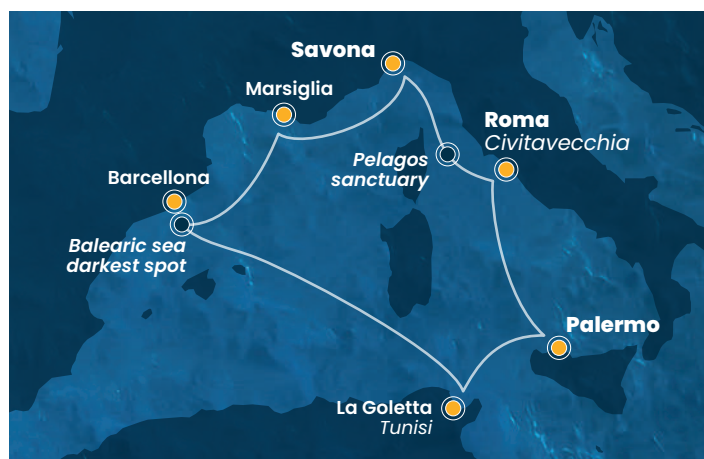 Savona
Marsiglia
Roma
Civitavecchia
Pelagos
sanctuary
Barcellona
Balearic sea
darkest spot
Palermo
La Goletta
Tunisi